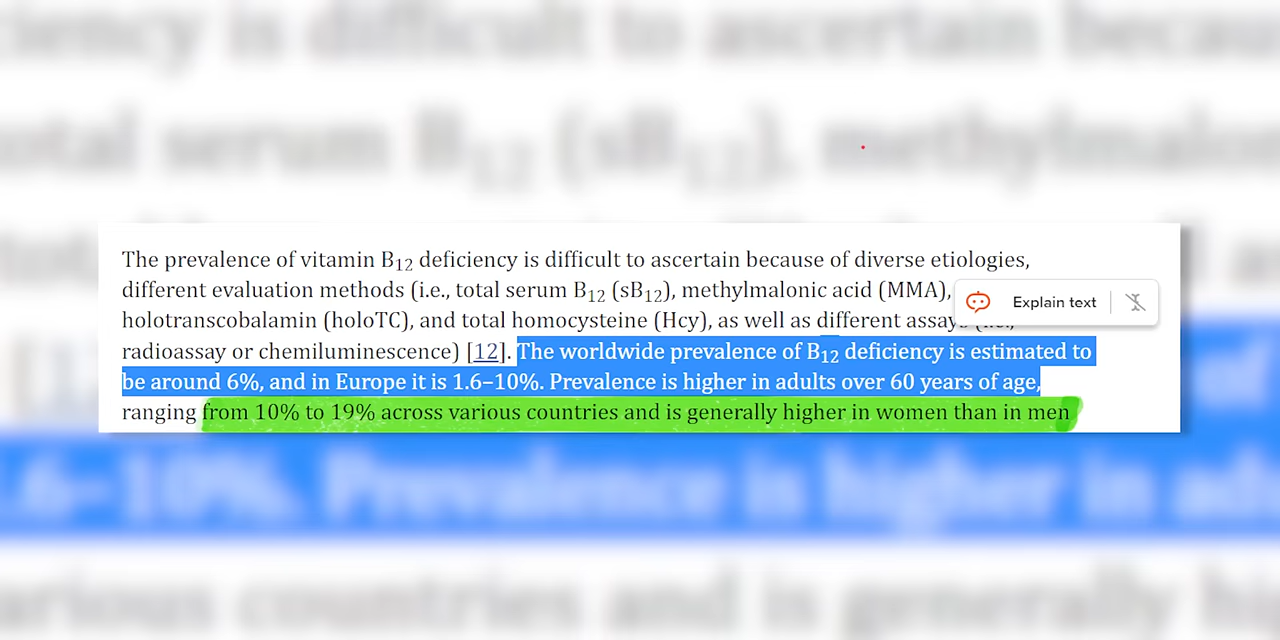 The prevalence of vitamin B12 deficiency is difficult to ascertain because of diverse etiologies,
different evaluation methods (i.e., total serum B12 (sB12), methylmalonic acid (MMA),
Explain text
holotranscobalamin (holoTC), and total homocysteine (Hcy), as well as different assays (i.e.,
radioassay or chemiluminescence) [12]. The worldwide prevalence of B12 deficiency is estimated to
be around 6%, and in Europe it is 1.6–10%. Prevalence is higher in adults over 60 years of age,
ranging from 10% to 19% across various countries and is generally higher in women than in men